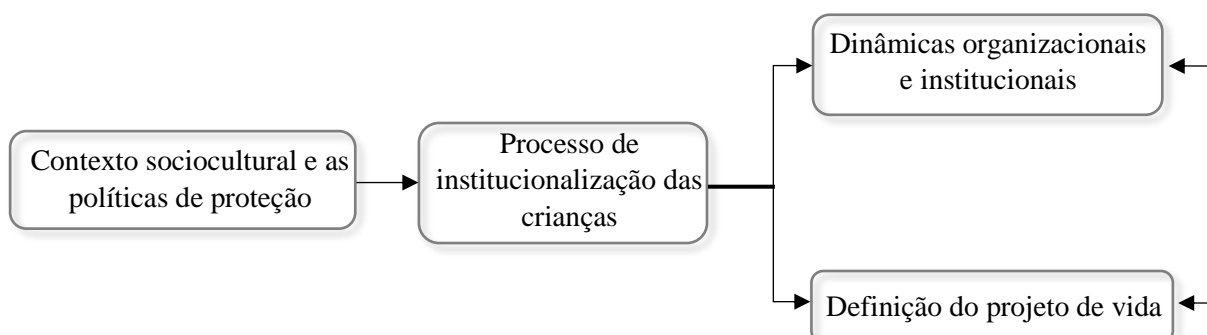 Contexto sociocultural e as
políticas de proteção
Processo de
institucionalização das
crianças
Dinâmicas organizacionais
e institucionais
Definição do projeto de vida